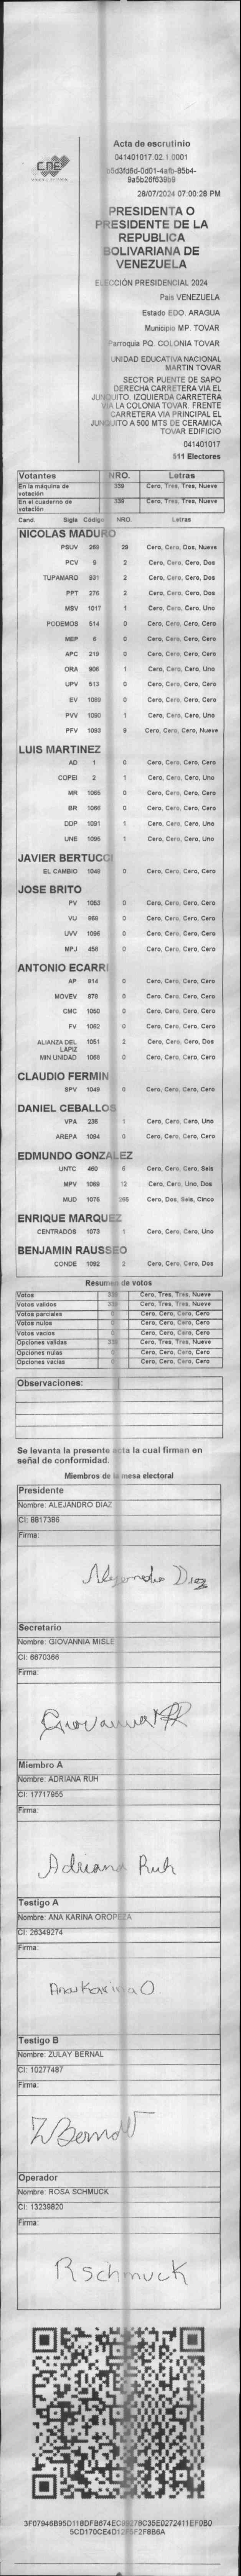 CNE
Acta de escrutinio
041401017.02.1.0001
b5d3fd6d-0d01-4afb-85b4-
9a5b26f639b9
28/07/2024 07:00:28 PM
PRESIDENTA O
PRESIDENTE DE LA
REPUBLICA
BOLIVARIANA DE
VENEZUELA
ELECCIÓN PRESIDENCIAL 2024
País VENEZUELA
Estado EDO. ARAGUA
Municipio MP. TOVAR
Parroquia PQ. COLONIA TOVAR
UNIDAD EDUCATIVA NACIONAL
MARTIN TOVAR
SECTOR PUENTE DE SAPO
DERECHA CARRETERA VIA EL
JUNQUITO. IZQUIERDA CARRETERA
VIA LA COLONIA TOVAR. FRENTE
CARRETERA VIA PRINCIPAL EL
JUNQUITO A 500 MTS DE CERAMICA
TOVAR EDIFICIO
041401017
511 Electores
Votantes NRO. Letras
En la máquina de votación 339 Cero, Tres, Tres, Nueve
En el cuaderno de votación 339 Cero, Tres, Tres, Nueve
Cand. Sigla Código NRO. Letras
NICOLAS MADURO
PSUV 269 29 Cero, Cero, Dos, Nueve
PCV 9 2 Cero, Cero, Cero, Dos
TUPAMARO 931 2 Cero, Cero, Cero, Dos
PPT 276 2 Cero, Cero, Cero, Dos
MSV 1017 1 Cero, Cero, Cero, Uno
PODEMOS 514 0 Cero, Cero, Cero, Cero
MEP 6 0 Cero, Cero, Cero, Cero
APC 219 0 Cero, Cero, Cero, Cero
ORA 906 1 Cero, Cero, Cero, Uno
UPV 513 0 Cero, Cero, Cero, Cero
EV 1089 0 Cero, Cero, Cero, Cero
PVV 1090 1 Cero, Cero, Cero, Uno
PFV 1093 9 Cero, Cero, Cero, Nueve
LUIS MARTINEZ
AD 1 0 Cero, Cero, Cero, Cero
COPEI 2 1 Cero, Cero, Cero, Uno
MR 1065 0 Cero, Cero, Cero, Cero
BR 1066 0 Cero, Cero, Cero, Cero
DDP 1091 1 Cero, Cero, Cero, Uno
UNE 1095 1 Cero, Cero, Cero, Uno
JAVIER BERTUCCI
EL CAMBIO 1048 0 Cero, Cero, Cero, Cero
JOSE BRITO
PV 1053 0 Cero, Cero, Cero, Cero
VU 868 0 Cero, Cero, Cero, Cero
UVV 1096 0 Cero, Cero, Cero, Cero
MPJ 458 0 Cero, Cero, Cero, Cero
ANTONIO ECARRI
AP 914 0 Cero, Cero, Cero, Cero
MOVEV 978 0 Cero, Cero, Cero, Cero
CMC 1050 0 Cero, Cero, Cero, Cero
FV 1062 0 Cero, Cero, Cero, Cero
ALIANZA DEL LAPIZ 1051 2 Cero, Cero, Cero, Dos
MIN UNIDAD 1068 0 Cero, Cero, Cero, Cero
CLAUDIO FERMIN
SPV 1049 0 Cero, Cero, Cero, Cero
DANIEL CEBALLOS
VPA 236 1 Cero, Cero, Cero, Uno
AREPA 1094 0 Cero, Cero, Cero, Cero
EDMUNDO GONZALEZ
UNTC 460 6 Cero, Cero, Cero, Seis
MPV 1069 12 Cero, Cero, Uno, Dos
MUD 1075 265 Cero, Dos, Seis, Cinco
ENRIQUE MARQUEZ
CENTRADOS 1073 1 Cero, Cero, Cero, Uno
BENJAMIN RAUSSEO
CONDE 1092 2 Cero, Cero, Cero, Dos
Resumen de votos
Votos 339 Cero, Tres, Tres, Nueve
Votos validos 339 Cero, Tres, Tres, Nueve
Votos parciales 0 Cero, Cero, Cero, Cero
Votos nulos 0 Cero, Cero, Cero, Cero
Votos vacíos 0 Cero, Cero, Cero, Cero
Opciones validas 339 Cero, Tres, Tres, Nueve
Opciones nulas 0 Cero, Cero, Cero, Cero
Opciones vacías 0 Cero, Cero, Cero, Cero
Observaciones:
Se levanta la presente acta la cual firman en
señal de conformidad.
Miembros de la mesa electoral
Presidente
Nombre: ALEJANDRO DIAZ
CI: 8817386
Firma:
Alejandro Diaz
Secretario
Nombre: GIOVANNIA MISLE
CI: 6670366
Firma:
Miembro A
Nombre: ADRIANA RUH
CI: 17717955
Firma:
Adriana Ruh
Testigo A
Nombre: ANA KARINA OROPEZA
CI: 26349274
Firma:
Ana Karina O
Testigo B
Nombre: ZULAY BERNAL
CI: 10277487
Firma:
ZBernal
Operador
Nombre: ROSA SCHMUCK
CI: 13239820
Firma:
Rschmuck